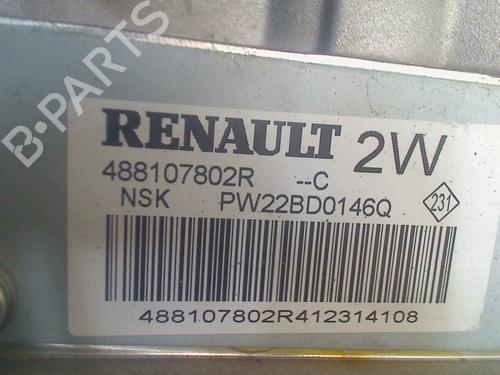 B-PARTS
RENAULT 2W
488107802R --C
NSK PW22BD0146Q 231
488107802R412314108